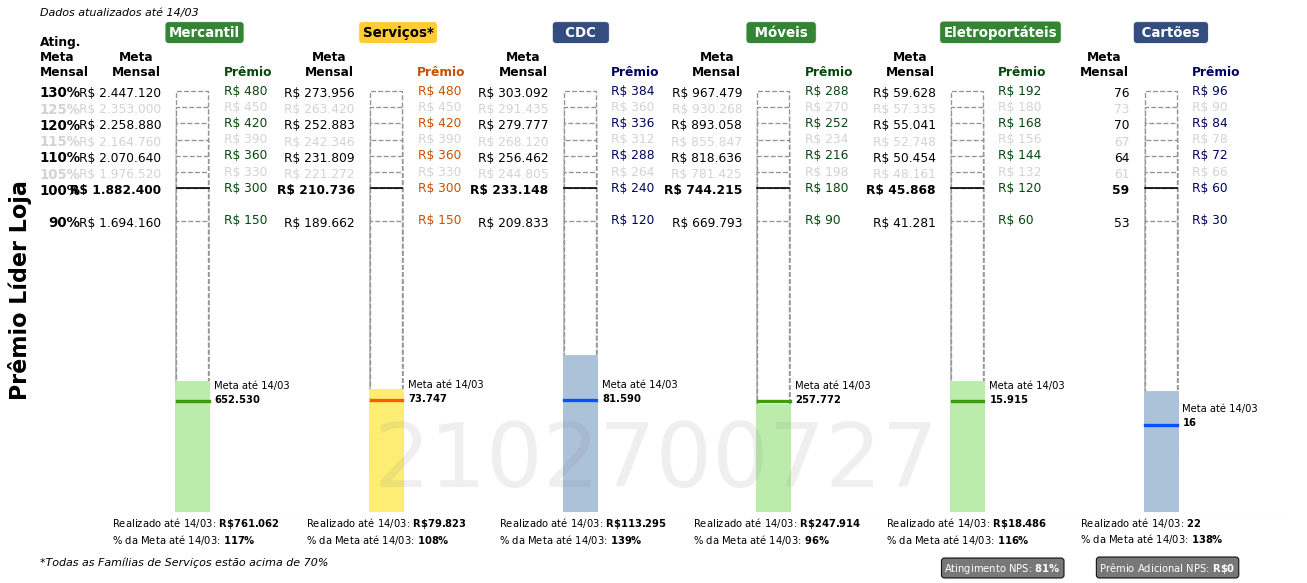 Dados atualizados até 14/03
Mercantil Serviços* CDC Móveis Eletroportáteis Cartões
Ating.
Meta Meta Meta Meta Meta Meta Meta
Mensal Mensal Prêmio Mensal Prêmio Mensal Prêmio Mensal Prêmio Mensal Prêmio Mensal Prêmio
130% R$ 2.447.120 R$ 480 R$ 273.956 R$ 480 R$ 303.092 R$ 384 R$ 967.479 R$ 288 R$ 59.628 R$ 192 76 R$ 96
125% R$ 2.353.000 R$ 450 R$ 263.420 R$ 450 R$ 291.435 R$ 360 R$ 930.268 R$ 270 R$ 57.335 R$ 180 73 R$ 90
120% R$ 2.258.880 R$ 420 R$ 252.883 R$ 420 R$ 279.777 R$ 336 R$ 893.058 R$ 252 R$ 55.041 R$ 168 70 R$ 84
115% R$ 2.164.760 R$ 390 R$ 242.346 R$ 390 R$ 268.120 R$ 312 R$ 855.847 R$ 234 R$ 52.748 R$ 156 67 R$ 78
110% R$ 2.070.640 R$ 360 R$ 231.809 R$ 360 R$ 256.462 R$ 288 R$ 818.636 R$ 216 R$ 50.454 R$ 144 64 R$ 72
105% R$ 1.976.520 R$ 330 R$ 221.272 R$ 330 R$ 244.805 R$ 264 R$ 781.425 R$ 198 R$ 48.161 R$ 132 61 R$ 66
100% R$ 1.882.400 R$ 300 R$ 210.736 R$ 300 R$ 233.148 R$ 240 R$ 744.215 R$ 180 R$ 45.868 R$ 120 59 R$ 60
90% R$ 1.694.160 R$ 150 R$ 189.662 R$ 150 R$ 209.833 R$ 120 R$ 669.793 R$ 90 R$ 41.281 R$ 60 53 R$ 30
Prêmio Líder Loja
Meta até 14/03 Meta até 14/03 Meta até 14/03 Meta até 14/03 Meta até 14/03
652.530 73.747 81.590 257.772 15.915
Meta até 14/03
16
2102700727
Realizado até 14/03: R$761.062 Realizado até 14/03: R$79.823 Realizado até 14/03: R$113.295 Realizado até 14/03: R$247.914 Realizado até 14/03: R$18.486 Realizado até 14/03: 22
% da Meta até 14/03: 117% % da Meta até 14/03: 108% % da Meta até 14/03: 139% % da Meta até 14/03: 96% % da Meta até 14/03: 116% % da Meta até 14/03: 138%
*Todas as Famílias de Serviços estão acima de 70%
Atingimento NPS: 81% Prêmio Adicional NPS: R$0